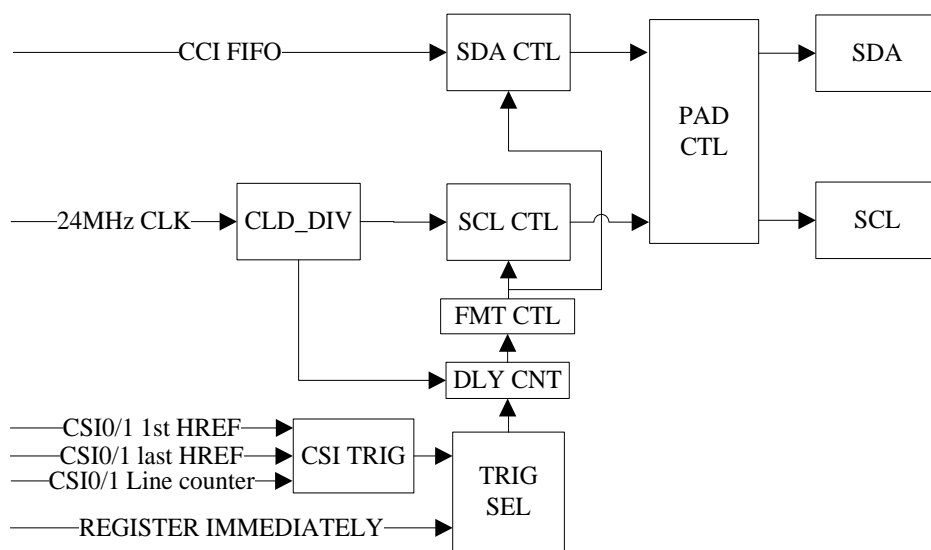 CCI FIFO
SDA CTL
PAD
CTL
SDA
24MHz CLK
CLD_DIV
SCL CTL
SCL
FMT CTL
DLY CNT
CSI0/1 1st HREF
CSI0/1 last HREF
CSI0/1 Line counter
CSI TRIG
TRIG
SEL
REGISTER IMMEDIATELY